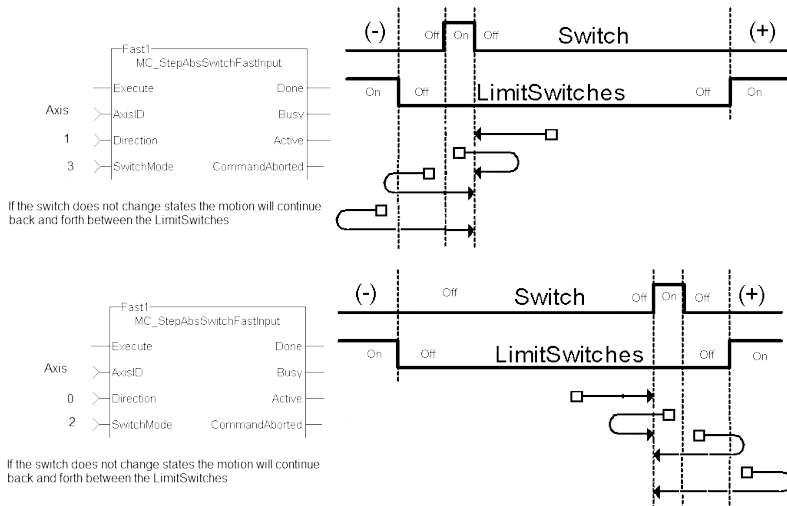 (-)
Off
On
Off
Switch
(+)
Fast1
MC_StepAbsSwitchFastInput
Execute
Done
On
Off
LimitSwitches
Off
On
Axis
AxisID
Busy
1
Direction
Active
3
SwitchMode
CommandAborted
If the switch does not change states the motion will continue
back and forth between the LimitSwitches
(-)
Off
Switch
Off
On
Off
(+)
Fast1
MC_StepAbsSwitchFastInput
Execute
Done
On
Off
LimitSwitches
Off
On
Axis
AxisID
Busy
0
Direction
Active
2
SwitchMode
CommandAborted
If the switch does not change states the motion will continue
back and forth between the LimitSwitches